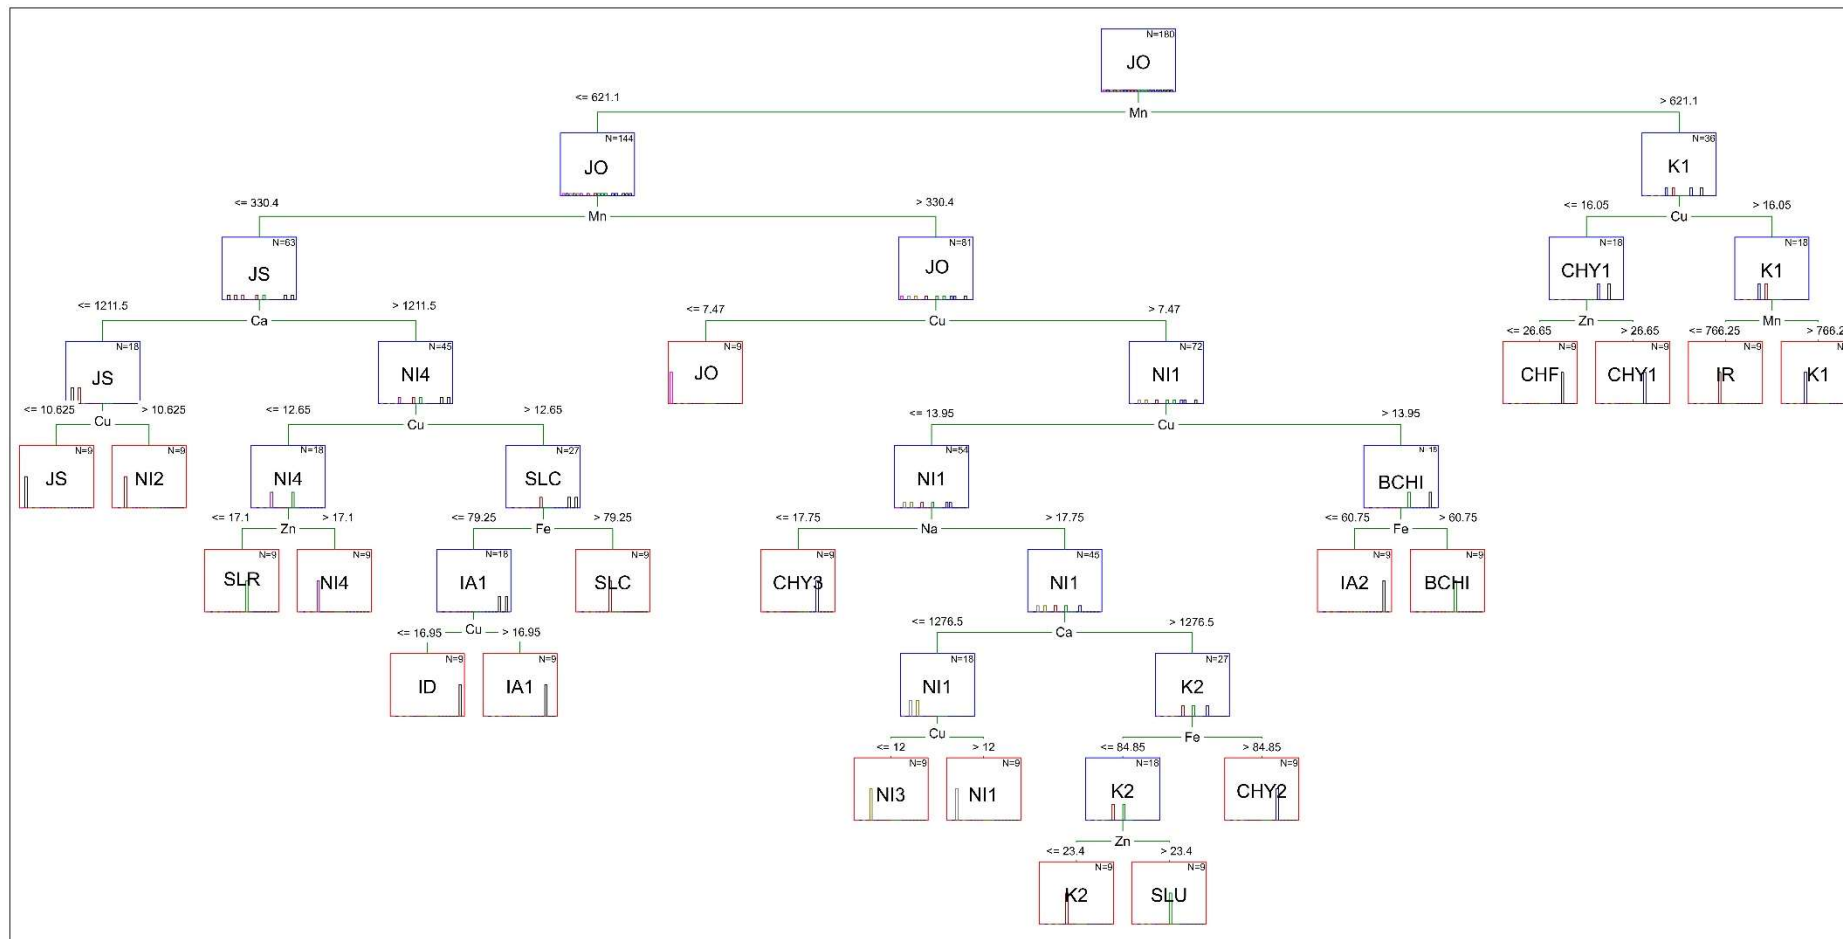 N=180
JO
<= 621.1
> 621.1
Mn
N=144
JO
N=36
K1
<= 330.4
> 330.4
Mn
<= 16.05
> 16.05
Cu
N=63
JS
N=81
JO
N=18
CHY1
N=18
K1
<= 1211.5
> 1211.5
Ca
<= 7.47
> 7.47
Cu
Zn
<= 26.65
> 26.65
Mn
<= 766.25
> 766.2
N=18
JS
N=45
NI4
N=9
JO
N=72
NI1
N=9
CHF
N=9
CHY1
N=9
IR
N
K1
<= 10.625
> 10.625
Cu
<= 12.65
> 12.65
Cu
<= 13.95
> 13.95
Cu
N=9
JS
N=9
NI2
N=18
NI4
N=27
SLC
N=54
NI1
N=18
BCHI
<= 17.1
> 17.1
Zn
<= 79.25
> 79.25
Fe
<= 17.75
> 17.75
Na
<= 60.75
> 60.75
Fe
N=9
SLR
N=9
NI4
N=18
IA1
N=9
SLC
N=9
CHY3
N=45
NI1
N=9
IA2
N=9
BCHI
<= 16.95
> 16.95
Cu
<= 1276.5
> 1276.5
Ca
N=9
ID
N=9
IA1
N=18
NI1
N=27
K2
Cu
<= 12
> 12
Fe
<= 84.85
> 84.85
N=9
NI3
N=9
NI1
N=18
K2
N=9
CHY2
Zn
<= 23.4
> 23.4
N=9
K2
N=9
SLU